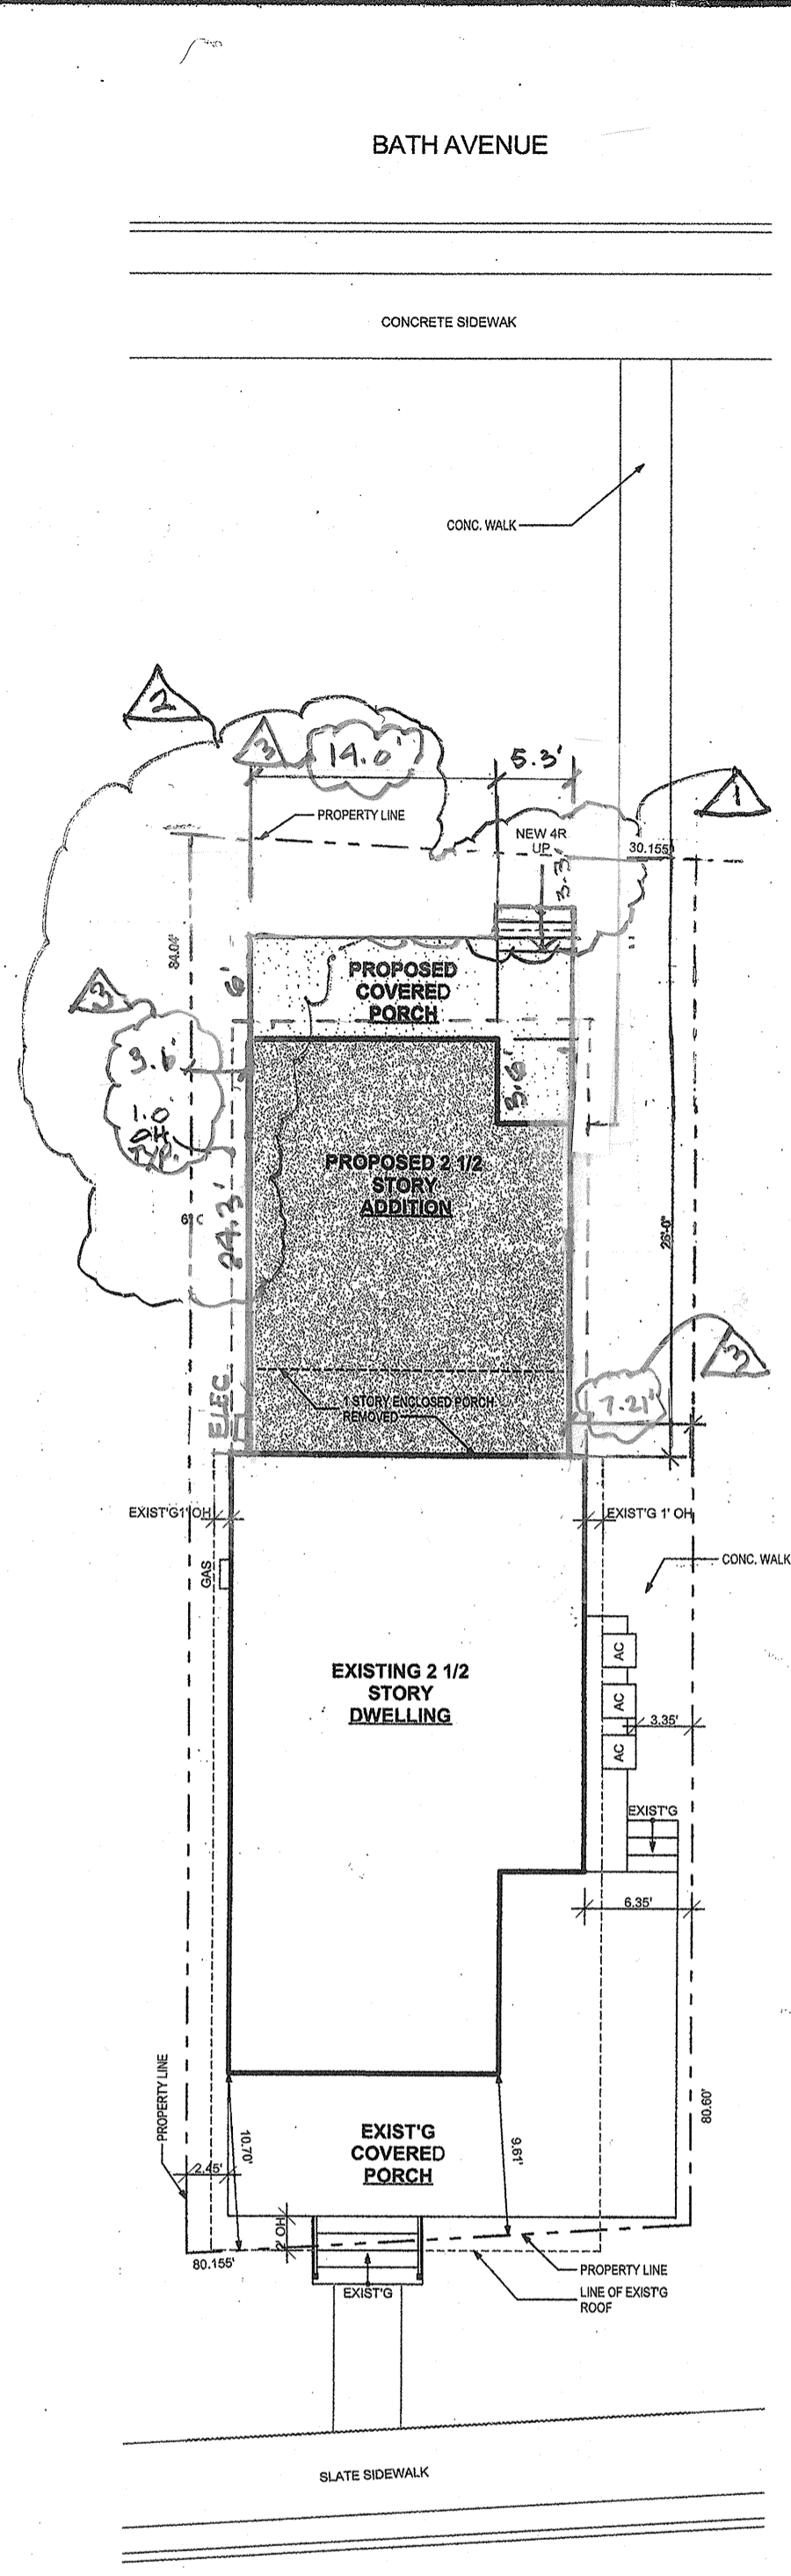 BATH AVENUE
CONCRETE SIDEWAK
CONC. WALK
2
3
14.0'
5.3'
1
PROPERTY LINE
NEW 4R
UP
30.155'
3.3'
84.04'
6'
PROPOSED
COVERED
PORCH
3
3.6'
1.0'
OH
TYP.
3.6'
PROPOSED 2 1/2
STORY
ADDITION
24.3'
26'-0"
3
7.21'
ELEC
1 STORY ENCLOSED PORCH
REMOVED
EXIST'G 1' OH
EXIST'G 1' OH
GAS
CONC. WALK
EXISTING 2 1/2
STORY
DWELLING
AC
AC
AC
3.35'
EXIST'G
6.35'
PROPERTY LINE
80.60'
EXIST'G
COVERED
PORCH
10.70'
9.61'
2.45'
2' OH
80.155'
PROPERTY LINE
EXIST'G
LINE OF EXIST'G
ROOF
SLATE SIDEWALK